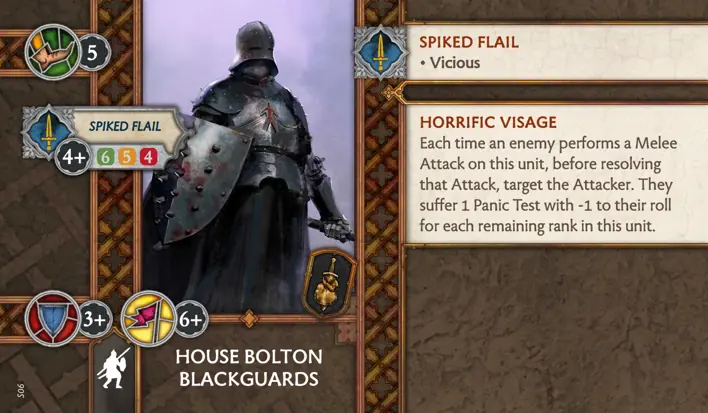 5
SPIKED FLAIL
4+
6 5 4
3+
6+
HOUSE BOLTON
BLACKGUARDS
S06
SPIKED FLAIL
• Vicious
HORRIFIC VISAGE
Each time an enemy performs a Melee
Attack on this unit, before resolving
that Attack, target the Attacker. They
suffer 1 Panic Test with -1 to their roll
for each remaining rank in this unit.